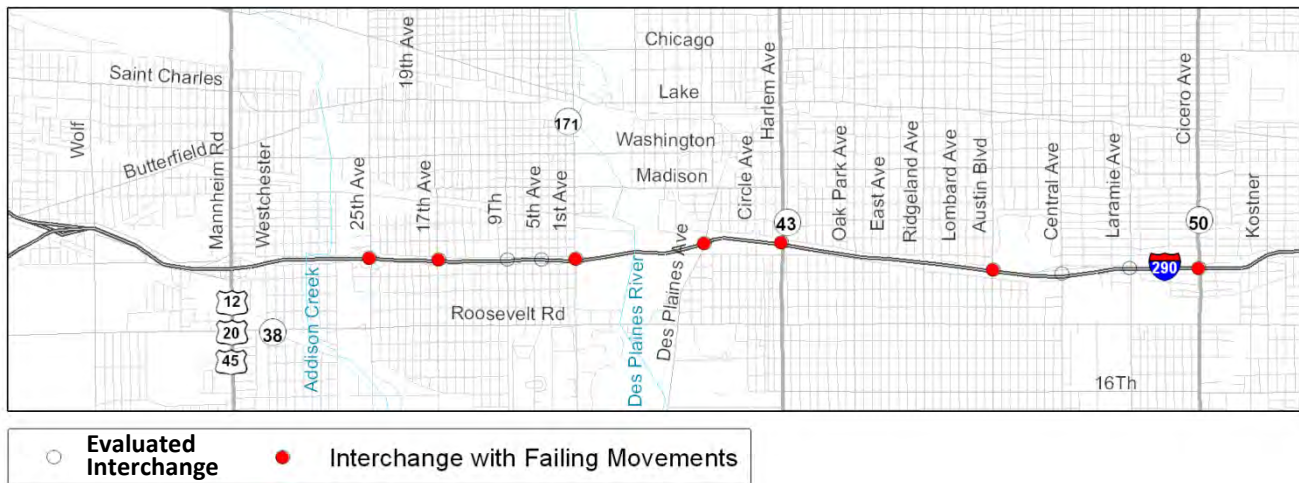 Chicago
Saint Charles
19th Ave
Lake
Harlem Ave
Cicero Ave
171
Washington
Wolf
Butterfield
Mannheim Rd
Westchester
25th Ave
17th Ave
9Th
5th Ave
1st Ave
Madison
Circle Ave
Oak Park Ave
East Ave
Ridgeland Ave
Lombard Ave
Austin Blvd
Central Ave
Laramie Ave
Kostner
43
50
290
12
20
45
38
Addison Creek
Roosevelt Rd
Des Plaines River
Des Plaines Ave
16Th
Evaluated
Interchange
Interchange with Failing Movements